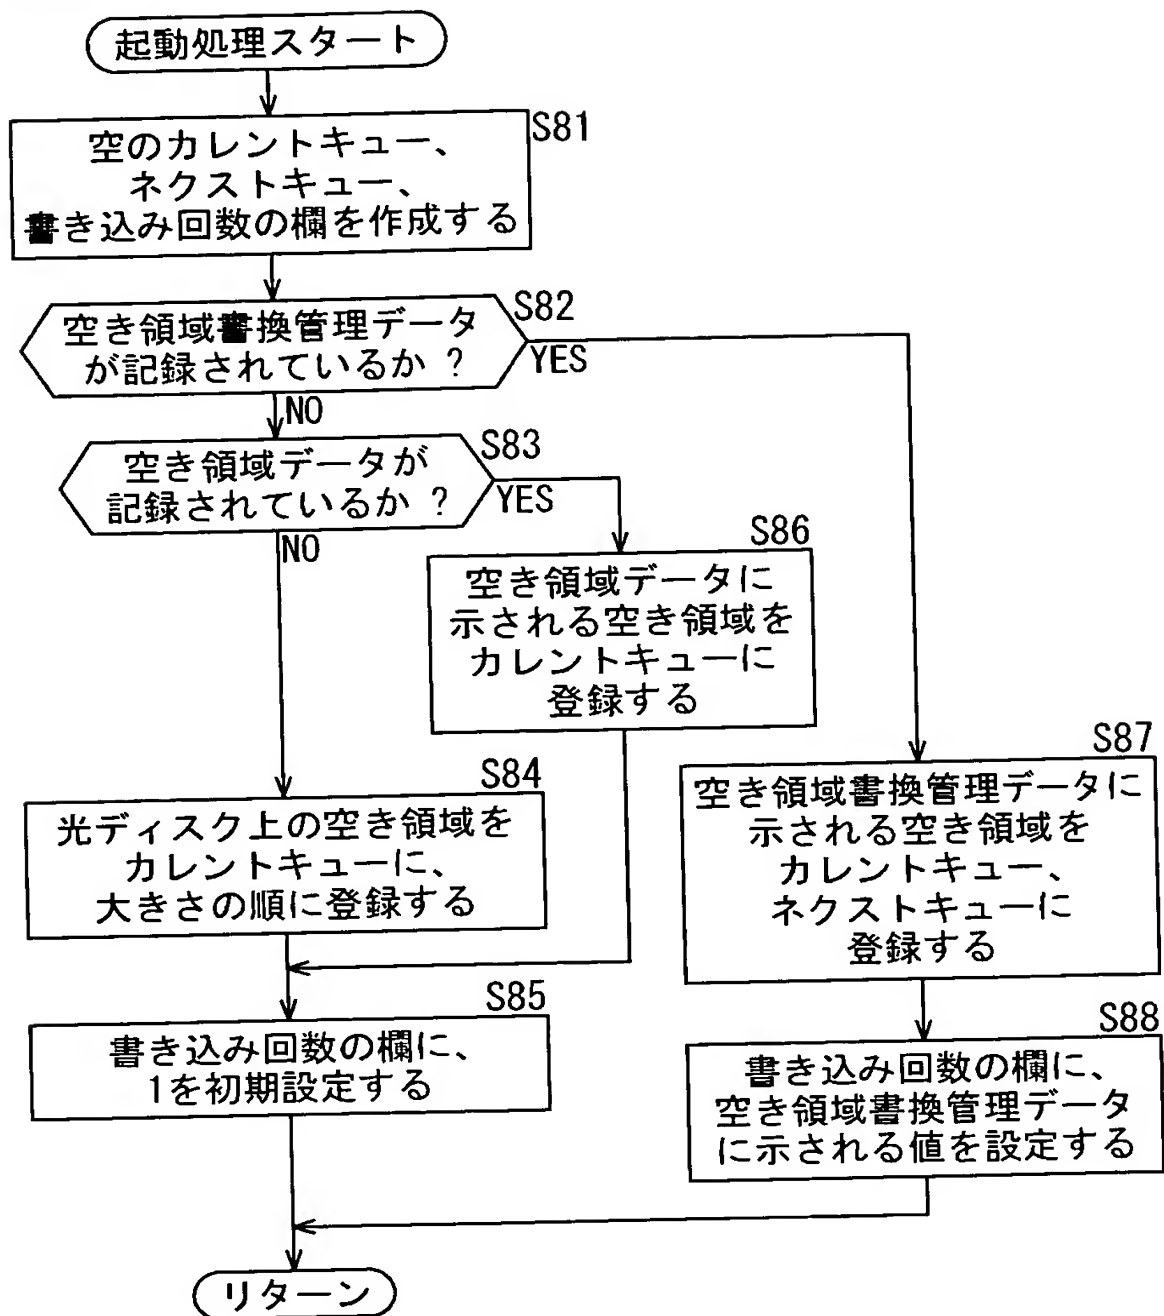 起動処理スタート
S81
空のカレントキュー、
ネクストキュー、
書き込み回数の欄を作成する
S82
空き領域書換管理データ
が記録されているか ?
YES
NO
S83
空き領域データが
記録されているか ?
YES
NO
S86
空き領域データに
示される空き領域を
カレントキューに
登録する
S84
光ディスク上の空き領域を
カレントキューに、
大きさの順に登録する
S87
空き領域書換管理データに
示される空き領域を
カレントキュー、
ネクストキューに
登録する
S85
書き込み回数の欄に、
1を初期設定する
S88
書き込み回数の欄に、
空き領域書換管理データ
に示される値を設定する
リターン